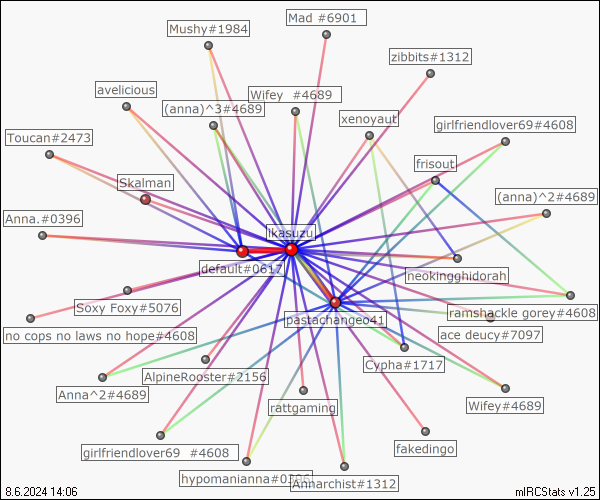 Mad #6901
Mushy#1984
zibbits#1312
avelicious
Wifey  #4689
(anna)^3#4689
xenoyaut
girlfriendlover69#4608
Toucan#2473
frisout
Skalman
(anna)^2#4689
Anna.#0396
ikasuzu
default#0617
neokingghidorah
Soxy Foxy#5076
ramshackle gorey#4608
pastachangeo41
no cops no laws no hope#4608
ace deucy#7097
Cypha#1717
AlpineRooster#2156
Anna^2#4689
rattgaming
Wifey#4689
girlfriendlover69  #4608
fakedingo
hypomanianna#0396
Annarchist#1312
8.6.2024 14:06
mIRCStats v1.25